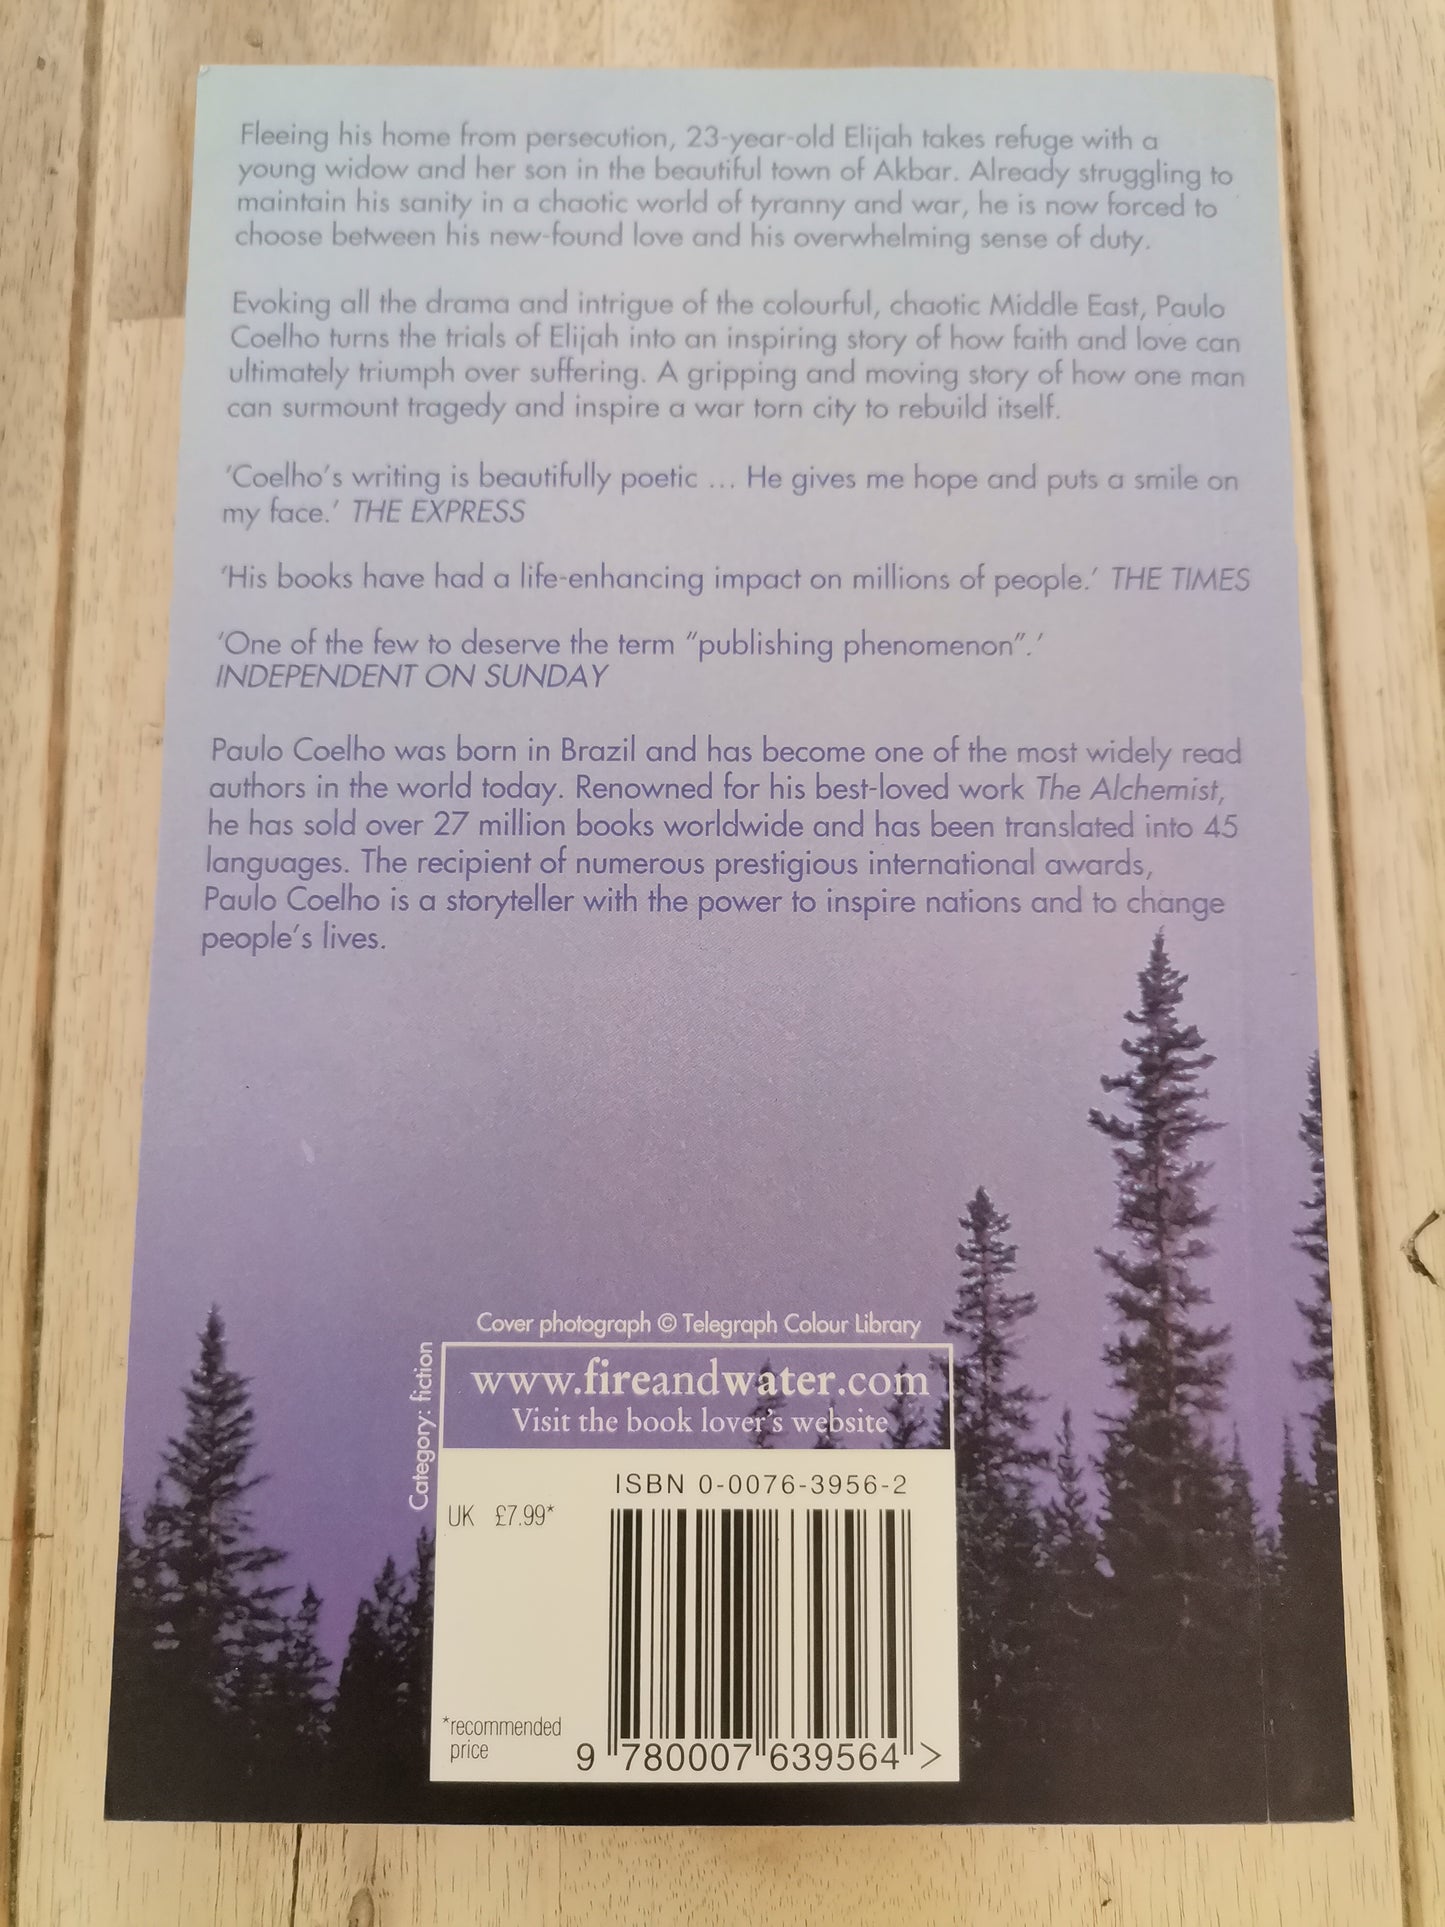 Fleeing his home from persecution, 23-year-old Elijah takes refuge with a
young widow and her son in the beautiful town of Akbar. Already struggling to
maintain his sanity in a chaotic world of tyranny and war, he is now forced to
choose between his new-found love and his overwhelming sense of duty.
Evoking all the drama and intrigue of the colourful, chaotic Middle East, Paulo
Coelho turns the trials of Elijah into an inspiring story of how faith and love can
ultimately triumph over suffering. A gripping and moving story of how one man
can surmount tragedy and inspire a war torn city to rebuild itself.
'Coelho's writing is beautifully poetic ... He gives me hope and puts a smile on
my face.' THE EXPRESS
'His books have had a life-enhancing impact on millions of people.' THE TIMES
'One of the few to deserve the term "publishing phenomenon".'
INDEPENDENT ON SUNDAY
Paulo Coelho was born in Brazil and has become one of the most widely read
authors in the world today. Renowned for his best-loved work The Alchemist,
he has sold over 27 million books worldwide and has been translated into 45
languages. The recipient of numerous prestigious international awards,
Paulo Coelho is a storyteller with the power to inspire nations and to change
people's lives.
Cover photograph © Telegraph Colour Library
Category: fiction
www.fireandwater.com
Visit the book lover's website
ISBN 0-0076-3956-2
UK £7.99*
*recommended
price
9 780007 639564 >